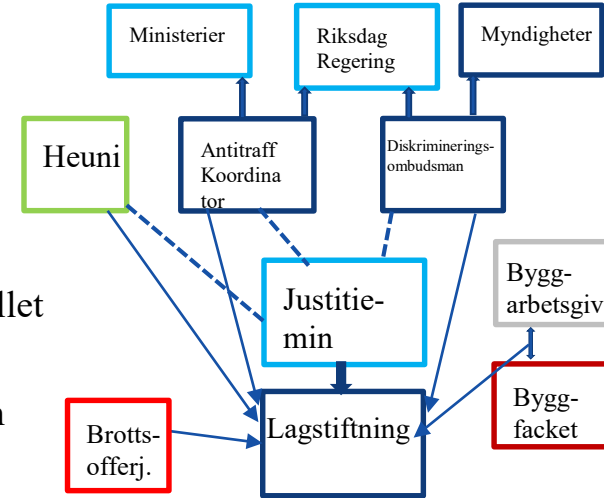 Ministerier
Riksdag
Regering
Myndigheter
Heuni
Antitraff
Koordina
tor
Diskriminerings-
ombudsman
llet
Justitie-
min
Bygg-
arbetsgiv
Brotts-
offerj.
Lagstiftning
Bygg-
facket